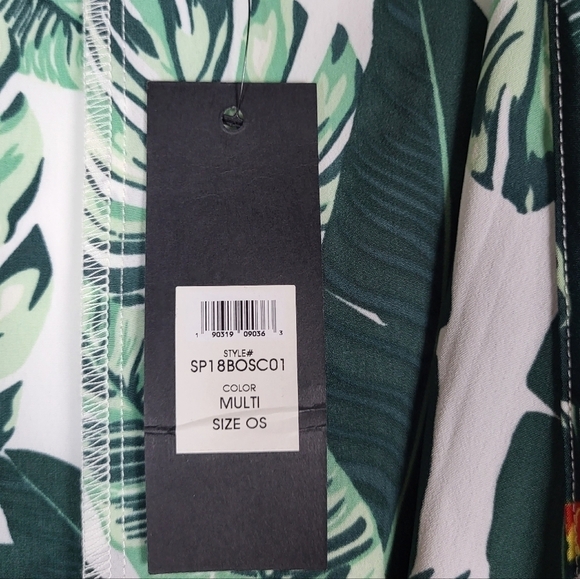 1 90319 09036 3
STYLE#
SP18BOSC01
COLOR
MULTI
SIZE OS